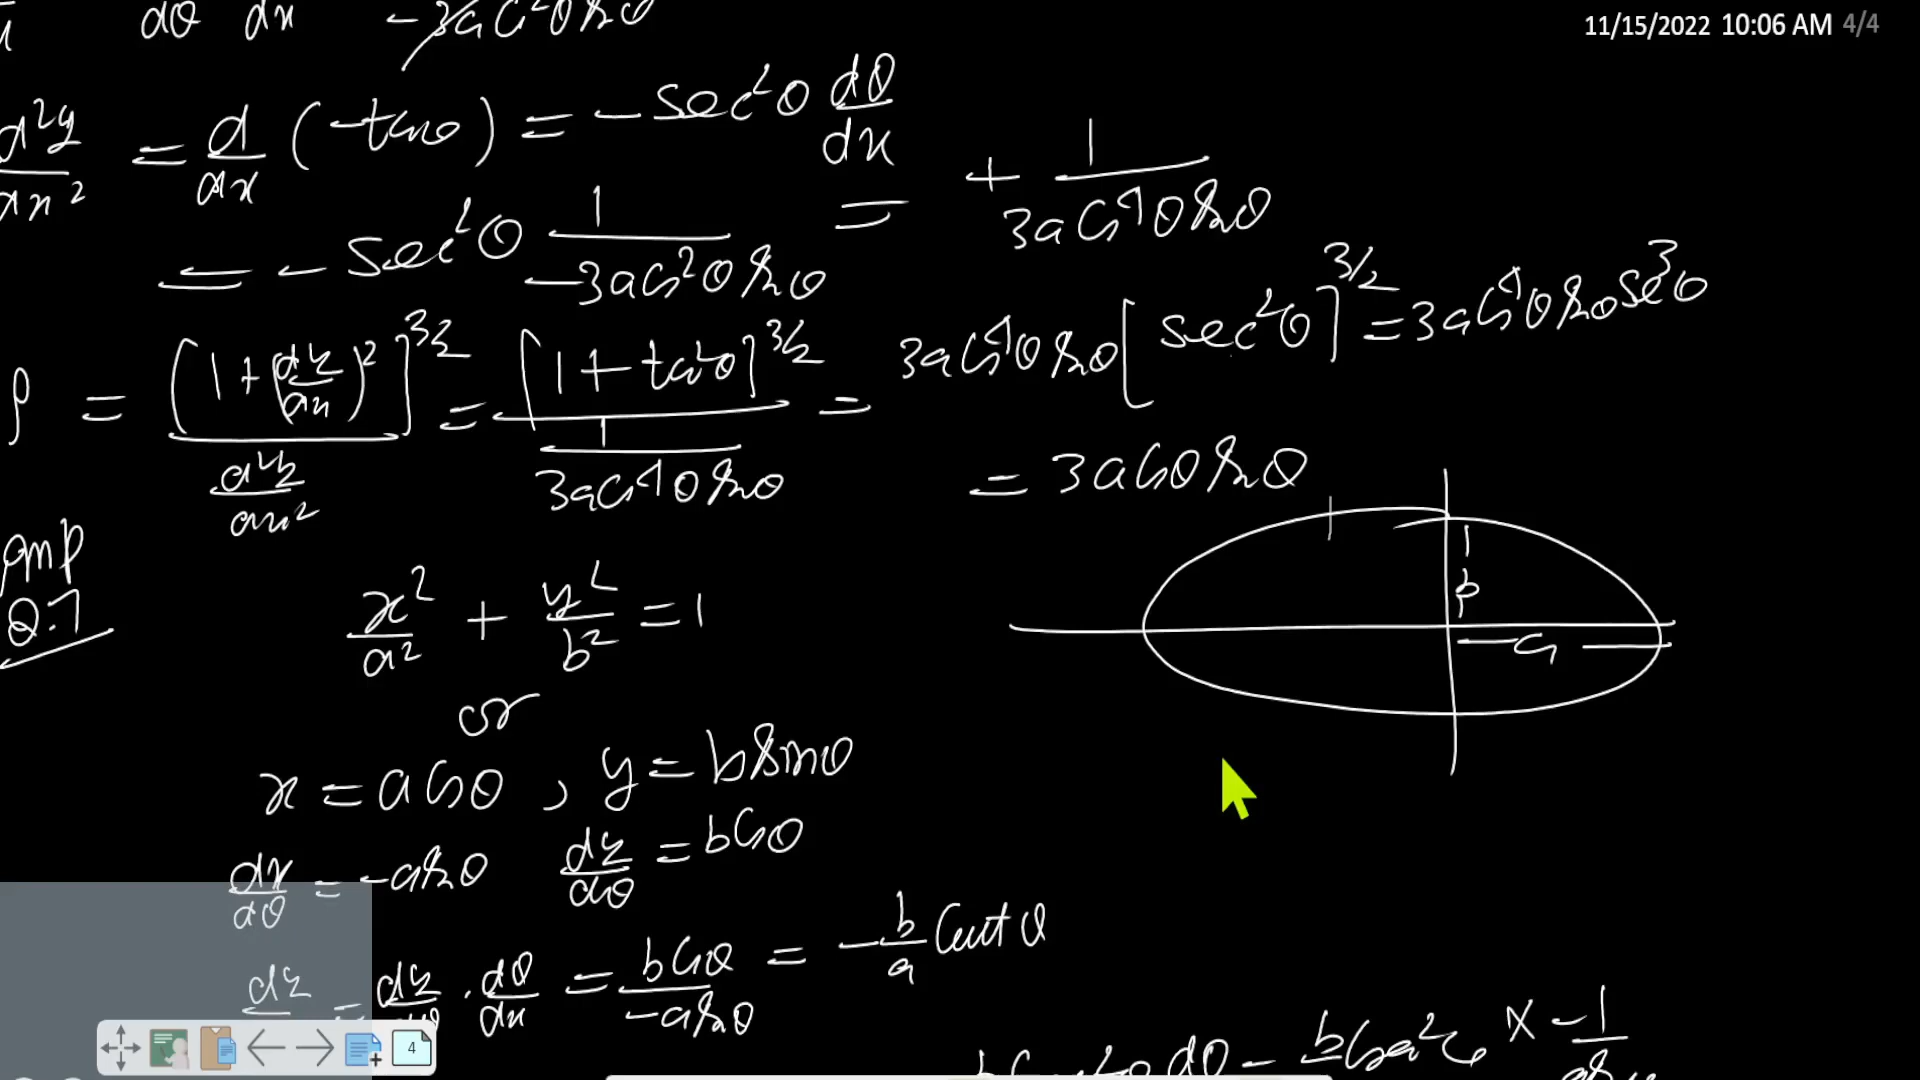 11/15/2022 10:06 AM 4/4
dθ dx -3a Cos²θ Sinθ
d²y/dx² = d/dx (-tanθ) = -sec²θ dθ/dx
= -sec²θ 1/(-3a Cos²θ Sinθ) = + 1/(3a Cos⁴θ Sinθ)
ρ = [1+(dy/dx)²]^3/2 / (d²y/dx²) = [1+tan²θ]^3/2 / (1/(3a Cos⁴θ Sinθ)) = 3a Cos⁴θ Sinθ [sec²θ]^3/2 = 3a Cos⁴θ Sinθ sec³θ
= 3a Cosθ Sinθ
Imp
Q.7
x²/a² + y²/b² = 1
b
a
or
x = a Cosθ , y = b Sinθ
dx/dθ = -a Sinθ dy/dθ = b Cosθ
dy = dy/dθ . dθ/dx = b Cosθ/(-a Sinθ) = -b/a Cot θ
4